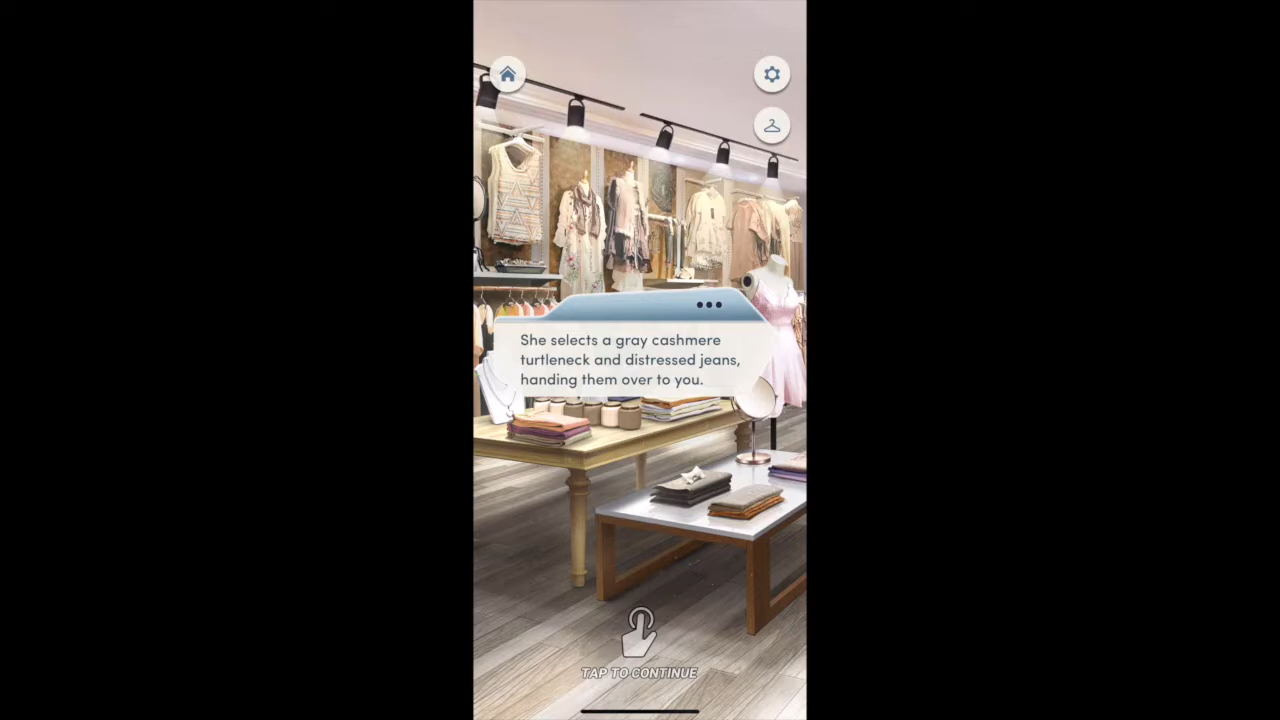 She selects a gray cashmere
turtleneck and distressed jeans,
handing them over to you.
TAP TO CONTINUE